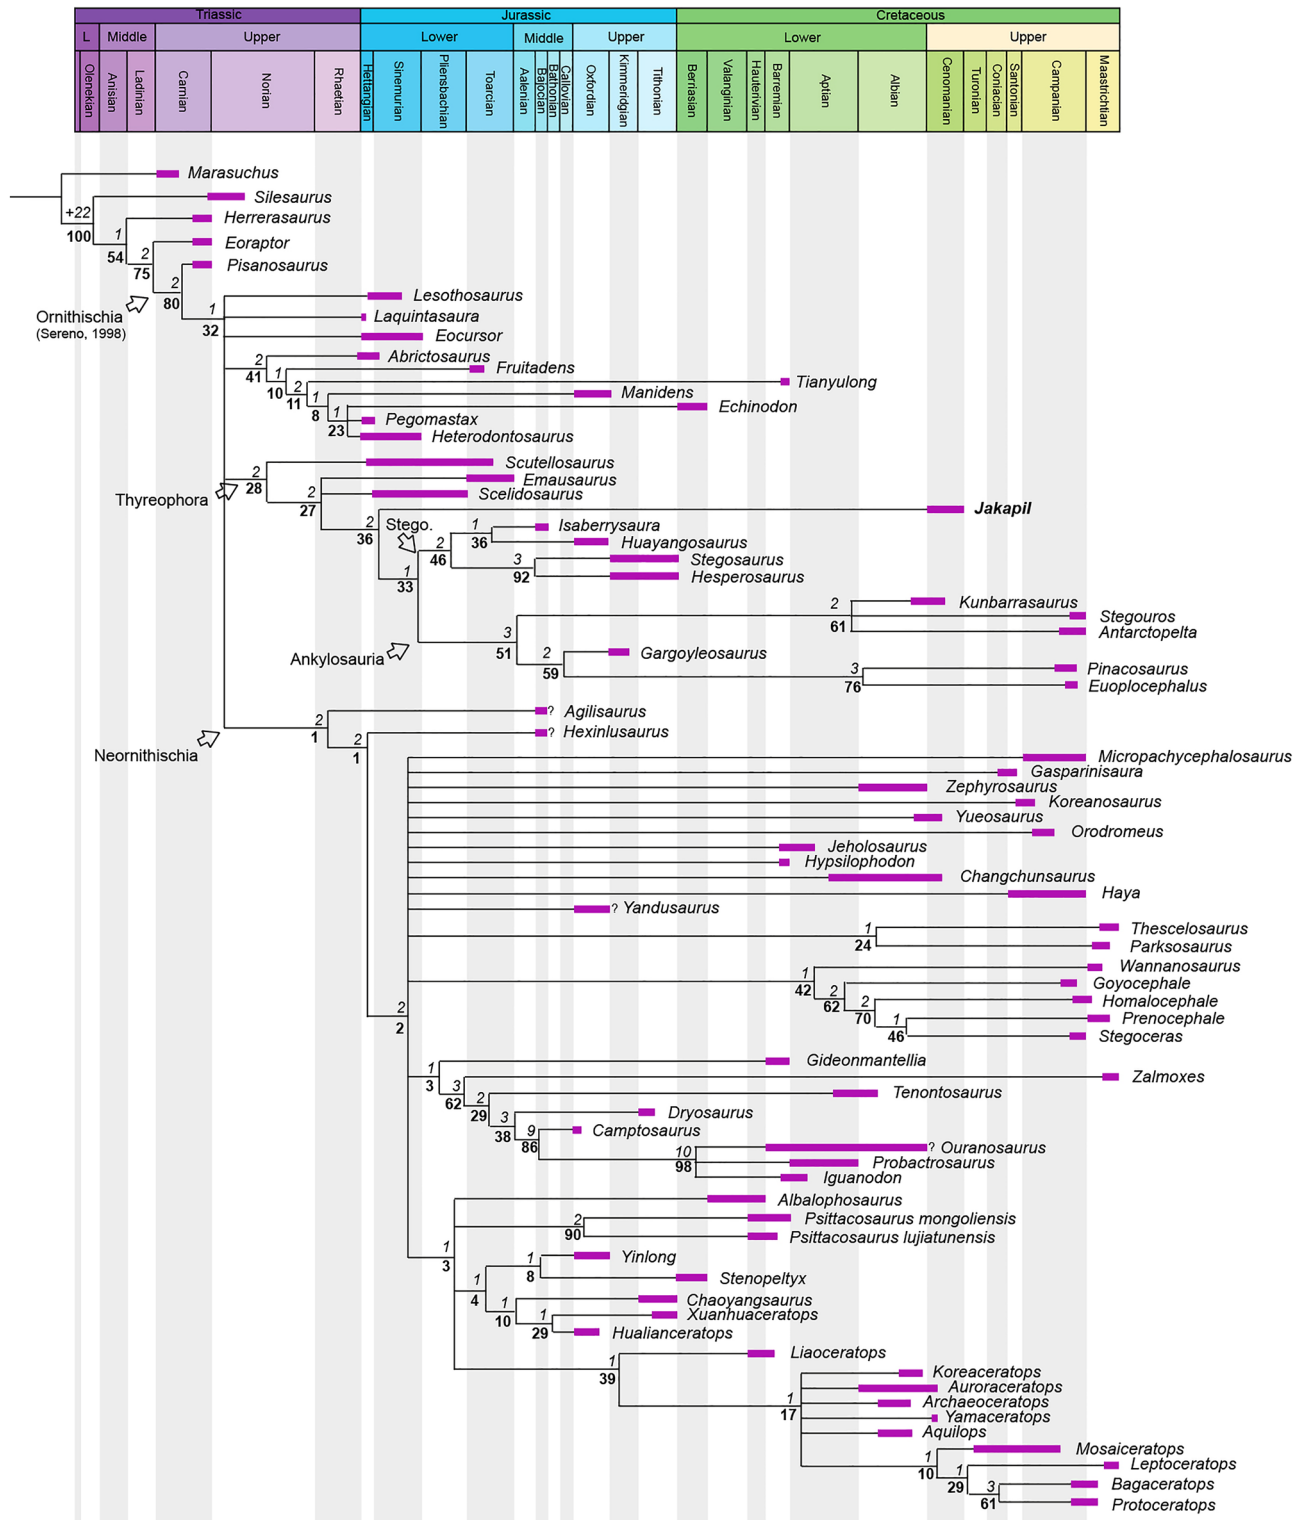 Triassic Jurassic Cretaceous
L Middle Upper Lower Middle Upper Lower Upper
Olenekian Anisian Ladinian Carnian Norian Rhaetian Hettangian Sinemurian Pliensbachian Toarcian Aalenian Bajocian Bathonian Callovian Oxfordian Kimmeridgian Tithonian Berriasian Valanginian Hauterivian Barremian Aptian Albian Cenomanian Turonian Coniacian Santonian Campanian Maastrichtian
Marasuchus
Silesaurus
+22
100
Herrerasaurus
1
54
Eoraptor
2
75
Pisanosaurus
2
80
Ornithischia
(Sereno, 1998)
Lesothosaurus
1
32
Laquintasaura
Eocursor
Abrictosaurus
2
41
Fruitadens
1
10
Tianyulong
2
11
Manidens
1
8
Echinodon
1
23
Pegomastax
Heterodontosaurus
Scutellosaurus
2
28
Thyreophora
Emausaurus
2
27
Scelidosaurus
Jakapil
2
36
Stego.
Isaberrysaura
1
36
Huayangosaurus
2
46
Stegosaurus
3
92
Hesperosaurus
1
33
Kunbarrasaurus
2
61
Stegouros
Antarctopelta
3
51
Ankylosauria
Gargoyleosaurus
2
59
Pinacosaurus
3
76
Euoplocephalus
? Agilisaurus
2
1
? Hexinlusaurus
2
1
Neornithischia
Micropachycephalosaurus
Gasparinisaura
Zephyrosaurus
Koreanosaurus
Yueosaurus
Orodromeus
Jeholosaurus
Hypsilophodon
Changchunsaurus
Haya
? Yandusaurus
Thescelosaurus
1
24
Parksosaurus
Wannanosaurus
1
42
Goyocephale
2
62
Homalocephale
2
70
Prenocephale
1
46
Stegoceras
2
2
Gideonmantellia
1
3
Zalmoxes
3
62
Tenontosaurus
2
29
Dryosaurus
3
38
Camptosaurus
9
86
? Ouranosaurus
10
98
Probactrosaurus
Iguanodon
Albalophosaurus
Psittacosaurus mongoliensis
2
90
Psittacosaurus lujiatunensis
1
3
Yinlong
1
8
Stenopeltyx
1
4
Chaoyangsaurus
1
10
Xuanhuaceratops
1
29
Hualianceratops
Liaoceratops
1
39
Koreaceratops
Auroraceratops
1
17
Archaeoceratops
Yamaceratops
Aquilops
Mosaiceratops
1
10
Leptoceratops
1
29
Bagaceratops
3
61
Protoceratops